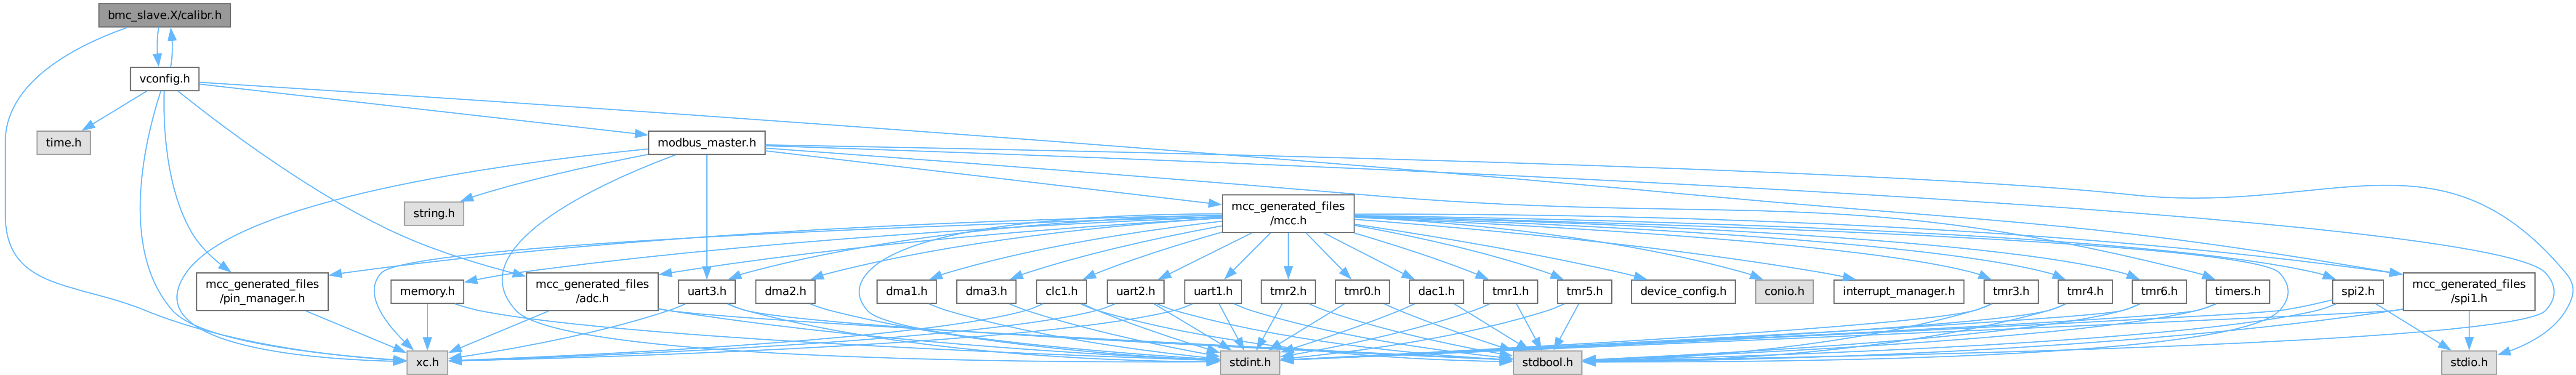 bmc_slave.X/calibr.h
vconfig.h
time.h
modbus_master.h
string.h
mcc_generated_files
/mcc.h
mcc_generated_files
/pin_manager.h
memory.h
mcc_generated_files
/adc.h
uart3.h
dma2.h
dma1.h
dma3.h
clc1.h
uart2.h
uart1.h
tmr2.h
tmr0.h
dac1.h
tmr1.h
tmr5.h
device_config.h
conio.h
interrupt_manager.h
tmr3.h
tmr4.h
tmr6.h
timers.h
spi2.h
mcc_generated_files
/spi1.h
xc.h
stdint.h
stdbool.h
stdio.h